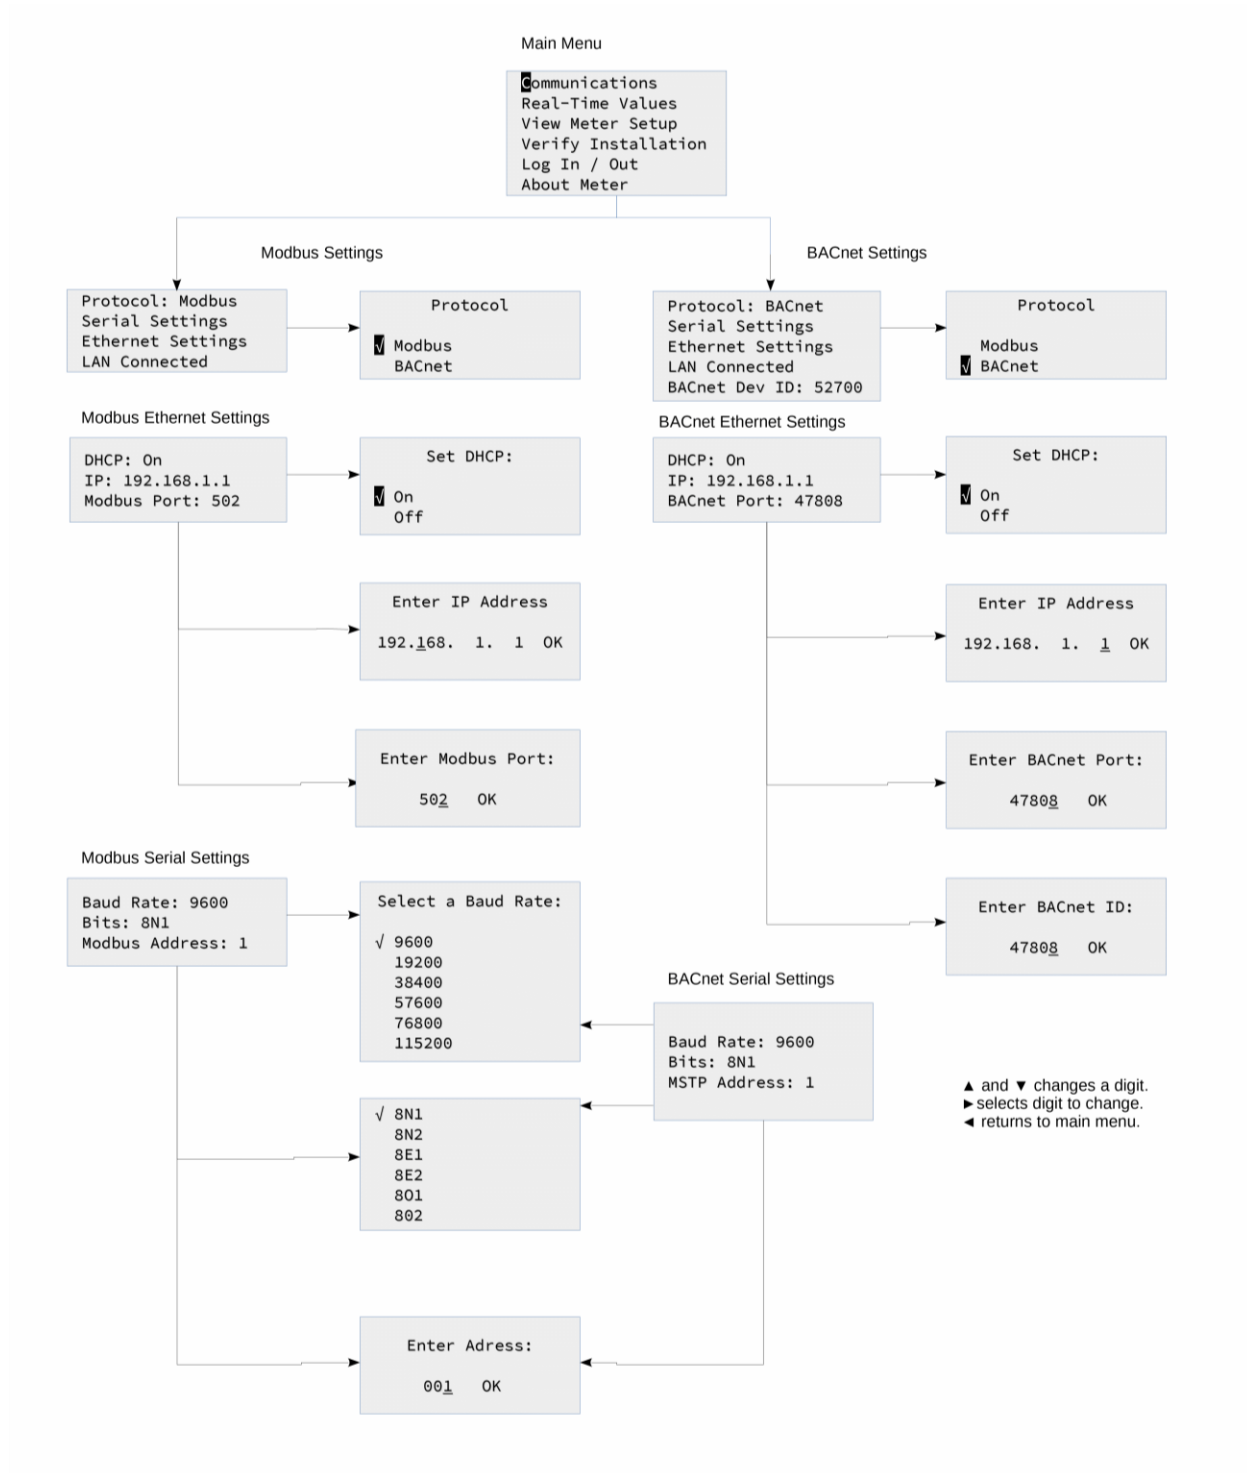 Main Menu
Communications
Real-Time Values
View Meter Setup
Verify Installation
Log In / Out
About Meter
Modbus Settings
Protocol: Modbus
Serial Settings
Ethernet Settings
LAN Connected
Protocol
√ Modbus
BACnet
BACnet Settings
Protocol: BACnet
Serial Settings
Ethernet Settings
LAN Connected
BACnet Dev ID: 52700
Protocol
Modbus
√ BACnet
Modbus Ethernet Settings
DHCP: On
IP: 192.168.1.1
Modbus Port: 502
Set DHCP:
√ On
Off
Enter IP Address
192.168. 1. 1 OK
Enter Modbus Port:
502 OK
BACnet Ethernet Settings
DHCP: On
IP: 192.168.1.1
BACnet Port: 47808
Set DHCP:
√ On
Off
Enter IP Address
192.168. 1. 1 OK
Enter BACnet Port:
47808 OK
Enter BACnet ID:
47808 OK
Modbus Serial Settings
Baud Rate: 9600
Bits: 8N1
Modbus Address: 1
Select a Baud Rate:
√ 9600
19200
38400
57600
76800
115200
√ 8N1
8N2
8E1
8E2
8O1
8O2
Enter Adress:
001 OK
BACnet Serial Settings
Baud Rate: 9600
Bits: 8N1
MSTP Address: 1
▲ and ▼ changes a digit.
► selects digit to change.
◄ returns to main menu.